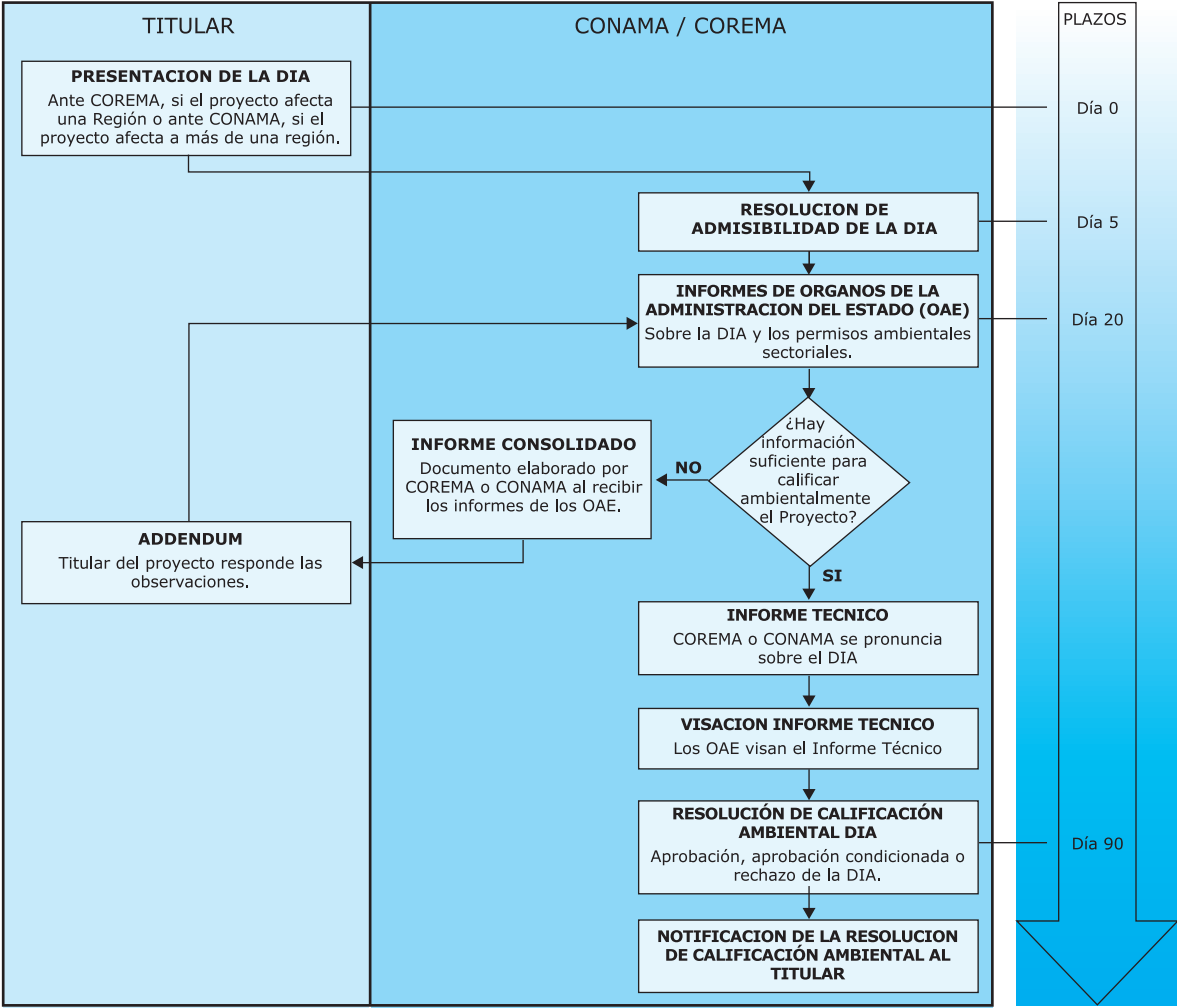 TITULAR
CONAMA / COREMA
PLAZOS
PRESENTACION DE LA DIA
Ante COREMA, si el proyecto afecta
una Región o ante CONAMA, si el
proyecto afecta a más de una región.
Día 0
RESOLUCION DE
ADMISIBILIDAD DE LA DIA
Día 5
INFORMES DE ORGANOS DE LA
ADMINISTRACION DEL ESTADO (OAE)
Sobre la DIA y los permisos ambientales
sectoriales.
Día 20
¿Hay
información
suficiente para
calificar
ambientalmente
el Proyecto?
NO
INFORME CONSOLIDADO
Documento elaborado por
COREMA o CONAMA al recibir
los informes de los OAE.
ADDENDUM
Titular del proyecto responde las
observaciones.
SI
INFORME TECNICO
COREMA o CONAMA se pronuncia
sobre el DIA
VISACION INFORME TECNICO
Los OAE visan el Informe Técnico
RESOLUCIÓN DE CALIFICACIÓN
AMBIENTAL DIA
Aprobación, aprobación condicionada o
rechazo de la DIA.
Día 90
NOTIFICACION DE LA RESOLUCION
DE CALIFICACIÓN AMBIENTAL AL
TITULAR